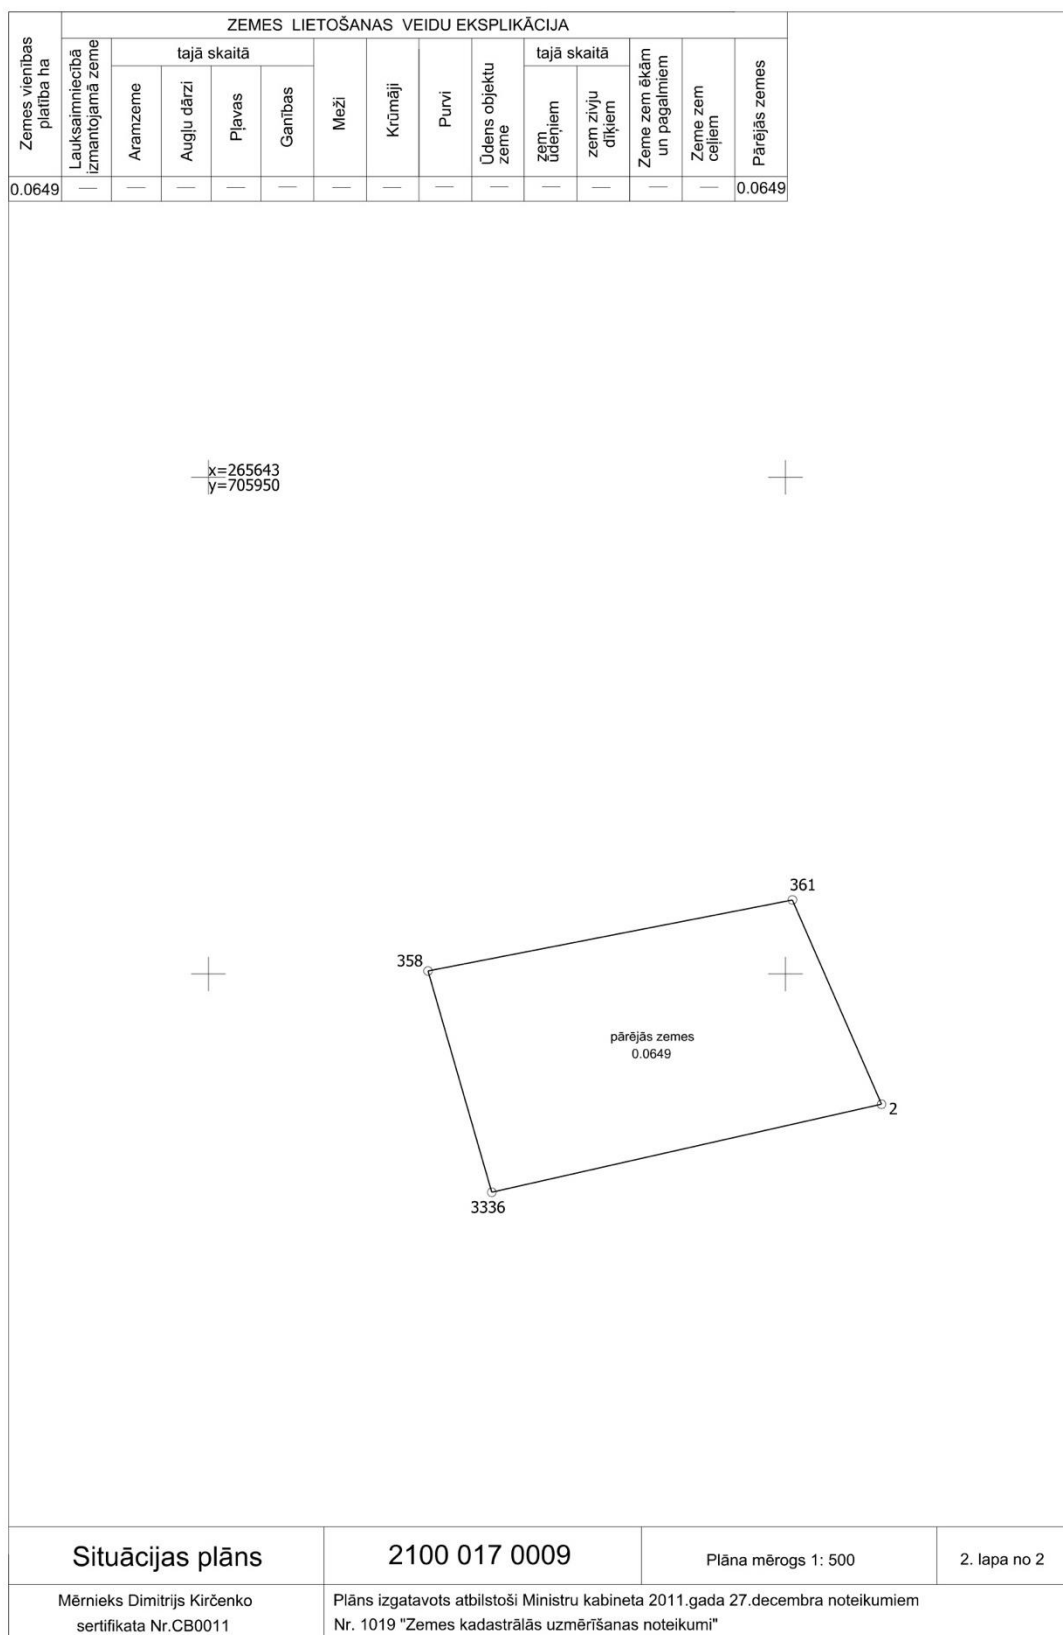 ZEMES LIETOŠANAS VEIDU EKSPLIKĀCIJA
Zemes vienības
platība ha
Lauksaimniecībā
izmantojamā zeme
tajā skaitā
Aramzeme
Augļu dārzi
Pļavas
Ganības
Meži
Krūmāji
Purvi
Ūdens objektu
zeme
tajā skaitā
zem
ūdeņiem
zem zivju
dīķiem
Zeme zem ēkām
un pagalmiem
Zeme zem
ceļiem
Pārējās zemes
0.0649 — — — — — — — — — — — — — 0.0649
x=265643
y=705950
361
358
pārējās zemes
0.0649
2
3336
Situācijas plāns
2100 017 0009
Plāna mērogs 1: 500
2. lapa no 2
Mērnieks Dimitrijs Kirčenko
sertifikata Nr.CB0011
Plāns izgatavots atbilstoši Ministru kabineta 2011.gada 27.decembra noteikumiem
Nr. 1019 "Zemes kadastrālās uzmērīšanas noteikumi"